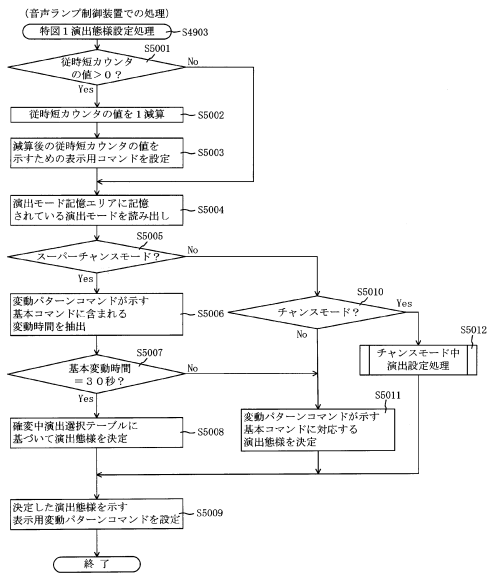 (音声ランプ制御装置での処理)
特図1演出態様設定処理
S4903
S5001
従時短カウンタ
の値>0?
No
Yes
従時短カウンタの値を1減算
S5002
減算後の従時短カウンタの値を
示すための表示用コマンドを設定
S5003
演出モード記憶エリアに記憶
されている演出モードを読み出し
S5004
S5005
スーパーチャンスモード?
No
Yes
変動パターンコマンドが示す
基本コマンドに含まれる
変動時間を抽出
S5006
S5010
チャンスモード?
Yes
No
S5012
チャンスモード中
演出設定処理
S5007
基本変動時間
=30秒?
No
Yes
S5011
変動パターンコマンドが示す
基本コマンドに対応する
演出態様を決定
確変中演出選択テーブルに
基づいて演出態様を決定
S5008
決定した演出態様を示す
表示用変動パターンコマンドを設定
S5009
終了